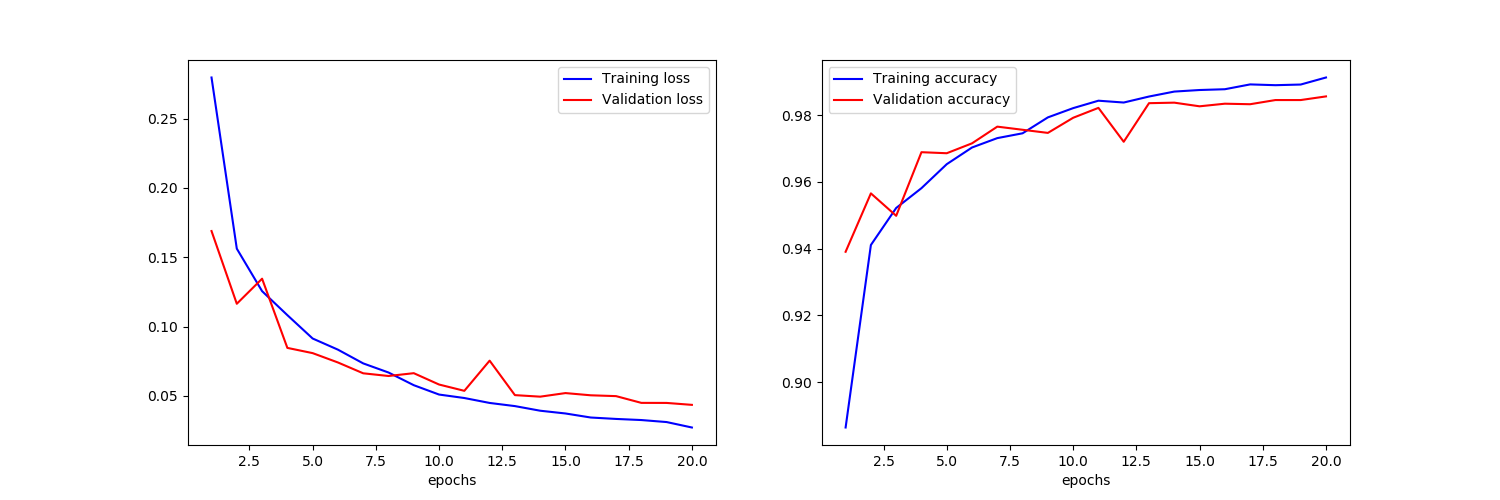 Training loss
Validation loss
0.25
0.20
0.15
0.10
0.05
2.5 5.0 7.5 10.0 12.5 15.0 17.5 20.0
epochs
Training accuracy
Validation accuracy
0.98
0.96
0.94
0.92
0.90
2.5 5.0 7.5 10.0 12.5 15.0 17.5 20.0
epochs